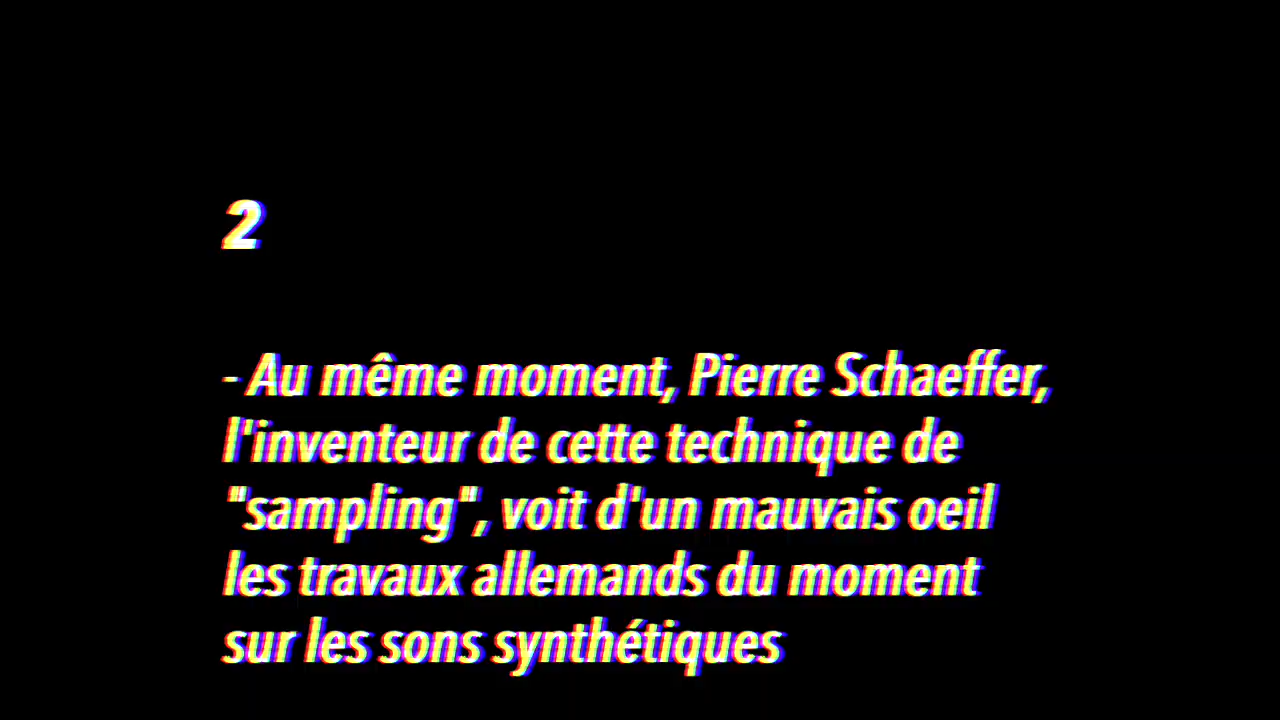 2
- Au même moment, Pierre Schaeffer,
l'inventeur de cette technique de
"sampling", voit d'un mauvais oeil
les travaux allemands du moment
sur les sons synthétiques